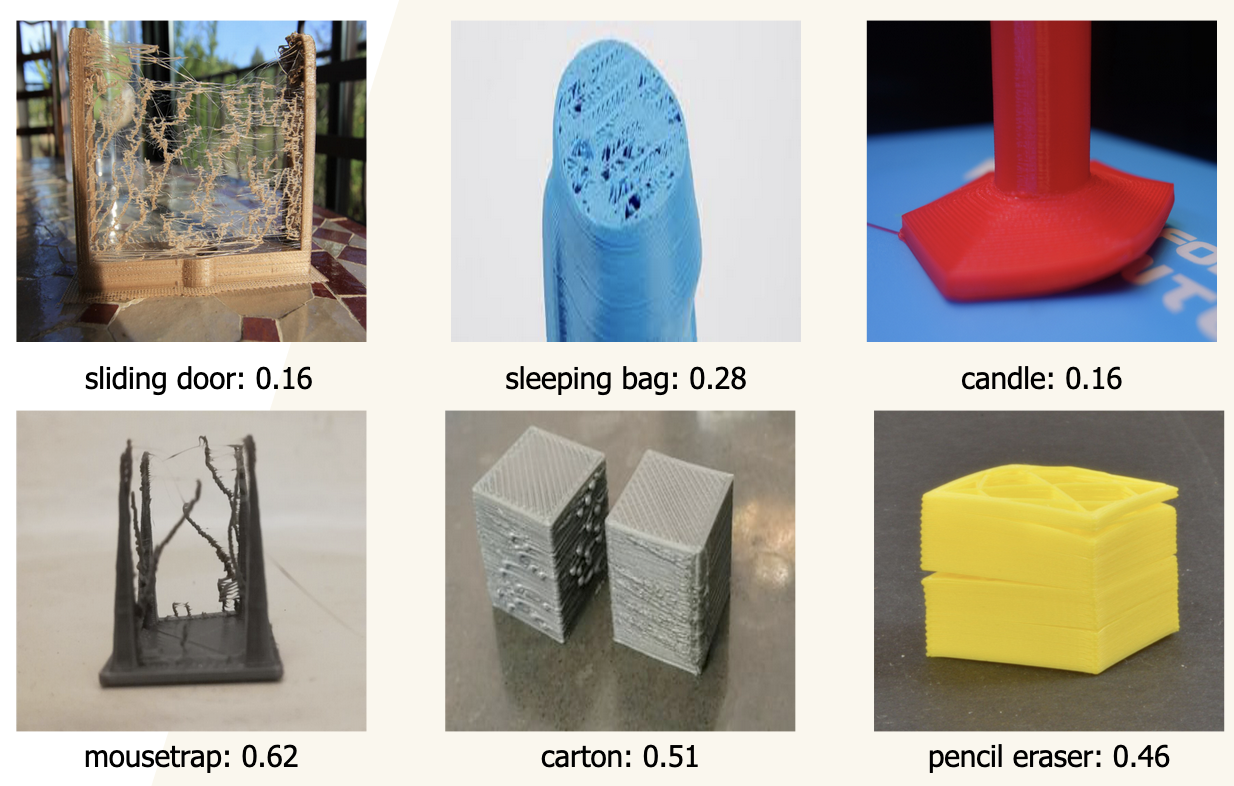 sliding door: 0.16
sleeping bag: 0.28
candle: 0.16
mousetrap: 0.62
carton: 0.51
pencil eraser: 0.46